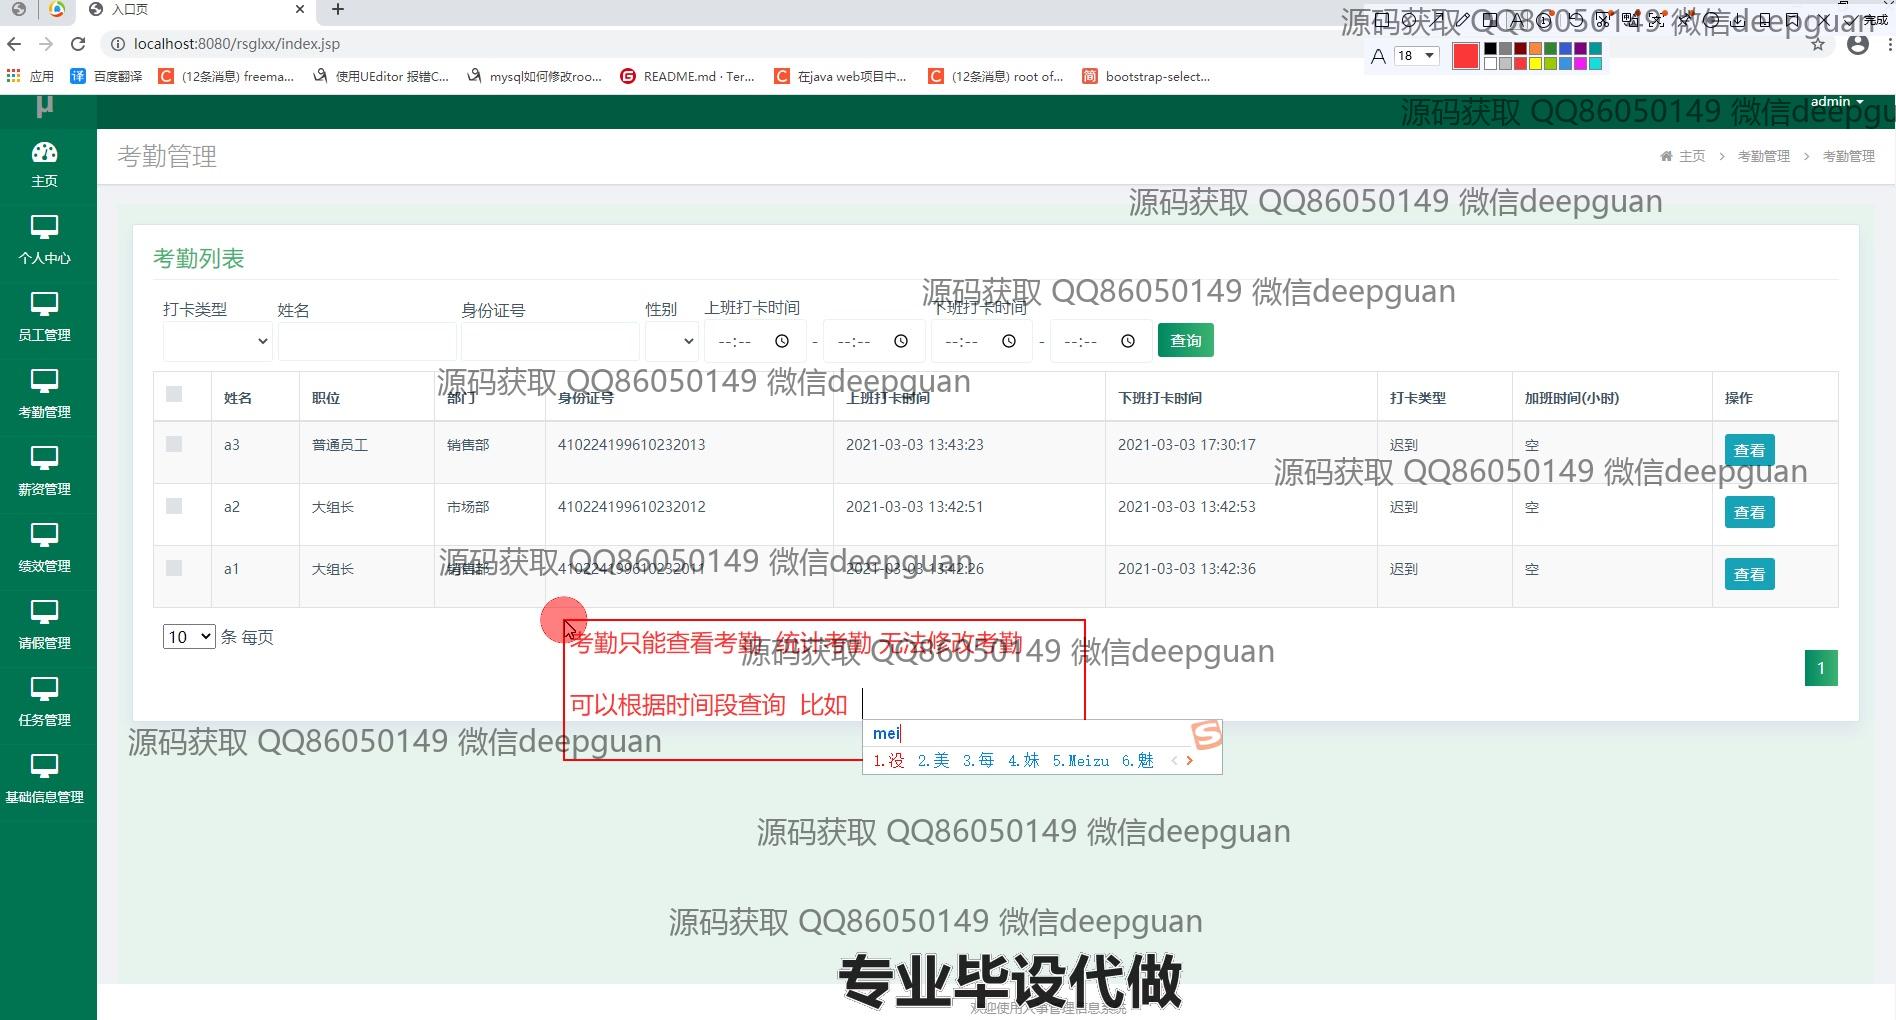 入口页
localhost:8080/rsglxx/index.jsp
应用
百度翻译
(12条消息) freema...
使用UEditor 报错C...
mysql如何修改roo...
README.md · Ter...
在java web项目中...
(12条消息) root of...
bootstrap-select...
A 18
完成
源码获取 QQ86050149 微信deepguan
admin
源码获取 QQ86050149 微信deepgu
μ
主页
个人中心
员工管理
考勤管理
薪资管理
绩效管理
请假管理
任务管理
基础信息管理
考勤管理
主页 > 考勤管理 > 考勤管理
源码获取 QQ86050149 微信deepguan
考勤列表
源码获取 QQ86050149 微信deepguan
打卡类型 姓名 身份证号 性别 上班打卡时间 下班打卡时间
--:-- - --:-- --:-- - --:-- 查询
源码获取 QQ86050149 微信deepguan
姓名 职位 部门 身份证号 上班打卡时间 下班打卡时间 打卡类型 加班时间(小时) 操作
a3 普通员工 销售部 410224199610232013 2021-03-03 13:43:23 2021-03-03 17:30:17 迟到 空 查看
源码获取 QQ86050149 微信deepguan
a2 大组长 市场部 410224199610232012 2021-03-03 13:42:51 2021-03-03 13:42:53 迟到 空 查看
源码获取 QQ86050149 微信deepguan
a1 大组长 销售部 410224199610232011 2021-03-03 13:42:26 2021-03-03 13:42:36 迟到 空 查看
10 条 每页
考勤只能查看考勤 统计考勤 无法修改考勤
源码获取 QQ86050149 微信deepguan
1
可以根据时间段查询 比如
mei
1.没 2.美 3.每 4.妹 5.Meizu 6.魅
源码获取 QQ86050149 微信deepguan
源码获取 QQ86050149 微信deepguan
源码获取 QQ86050149 微信deepguan
专业毕设代做
欢迎使用人事管理信息系统